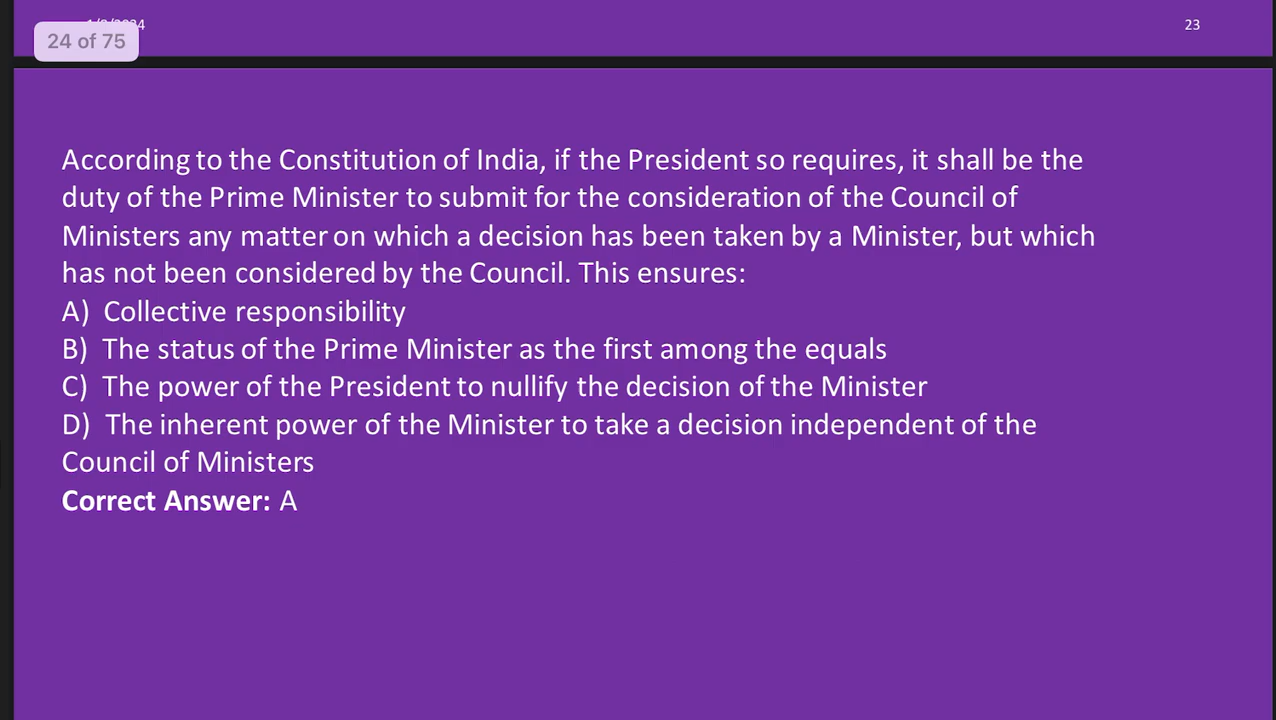 23
24 of 75
According to the Constitution of India, if the President so requires, it shall be the
duty of the Prime Minister to submit for the consideration of the Council of
Ministers any matter on which a decision has been taken by a Minister, but which
has not been considered by the Council. This ensures:
A) Collective responsibility
B) The status of the Prime Minister as the first among the equals
C) The power of the President to nullify the decision of the Minister
D) The inherent power of the Minister to take a decision independent of the
Council of Ministers
Correct Answer: A